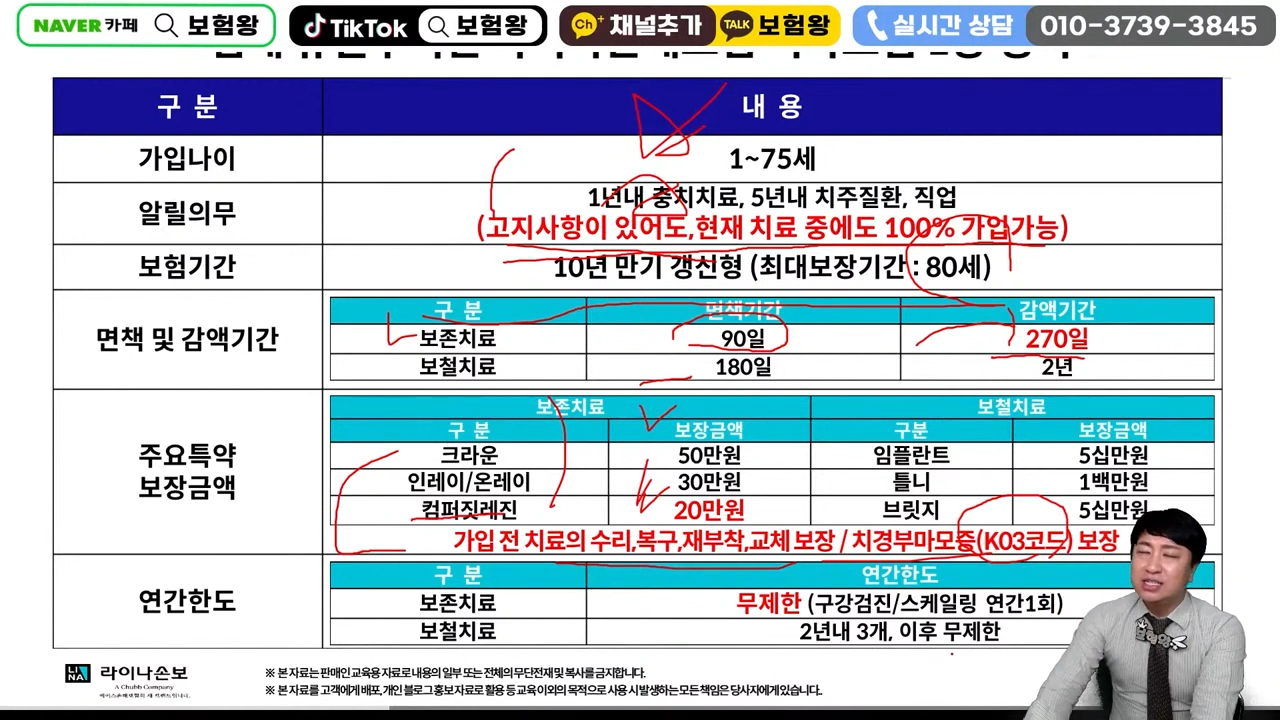 NAVER 카페 보험왕 TikTok 보험왕 Ch+ 채널추가 TALK 보험왕 실시간 상담 010-3739-3845
구 분 내 용
가입나이 1~75세
알릴의무 1년내 충치치료, 5년내 치주질환, 직업
(고지사항이 있어도,현재 치료 중에도 100% 가입가능)
보험기간 10년 만기 갱신형 (최대보장기간 : 80세)
면책 및 감액기간
구 분 면책기간 감액기간
보존치료 90일 270일
보철치료 180일 2년
주요특약
보장금액
보존치료 보철치료
구 분 보장금액 구분 보장금액
크라운 50만원 임플란트 5십만원
인레이/온레이 30만원 틀니 1백만원
컴퍼짓레진 20만원 브릿지 5십만원
가입 전 치료의 수리,복구,재부착,교체 보장 / 치경부마모증(K03코드) 보장
연간한도
구 분 연간한도
보존치료 무제한 (구강검진/스케일링 연간1회)
보철치료 2년내 3개, 이후 무제한
LINA 라이나손보
A Chubb Company
※ 본 자료는 판매인 교육용 자료로 내용의 일부 또는 전체의 무단전재 및 복사를 금지합니다.
※ 본 자료를 고객에게 배포, 개인 블로그 홍보 자료로 활용 등 교육 이외의 목적으로 사용 시 발생하는 모든 책임은 당사자에게 있습니다.